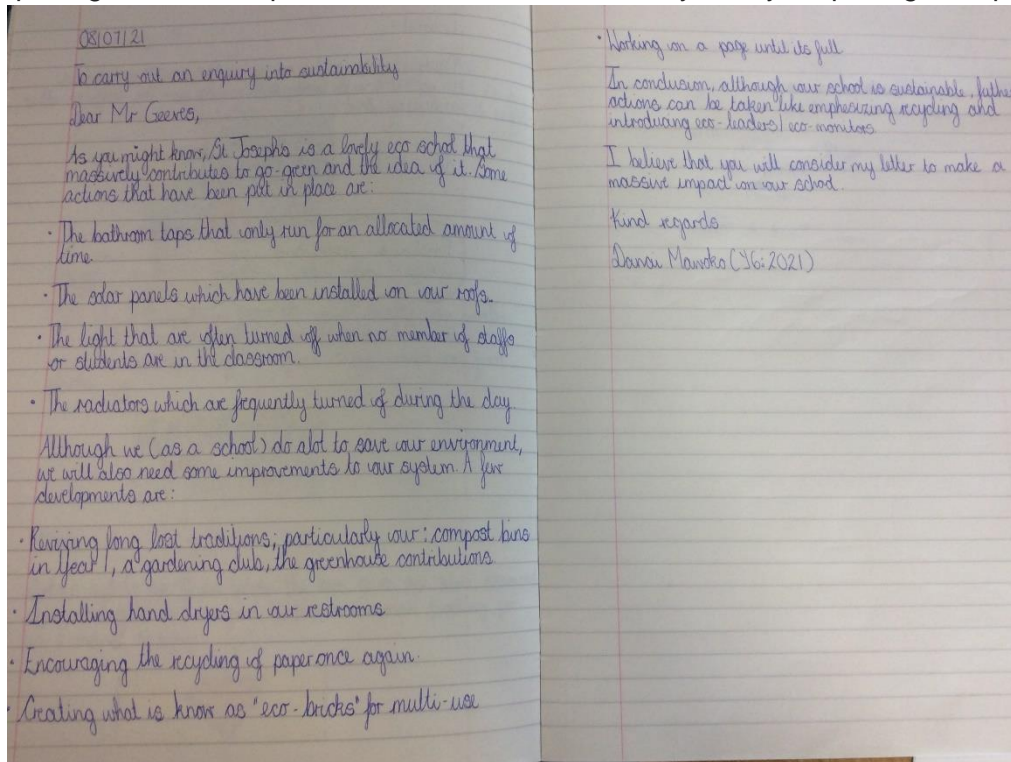 08/07/21
To carry out an enquiry into sustainability
Dear Mr Geeves,
As you might know, St Josephs is a lovely eco school that
massively contributes to go-green and the idea of it. Some
actions that have been put in place are:
· The bathroom taps that only run for an allocated amount of
time.
· The solar panels which have been installed on our roofs.
· The light that are often turned off when no member of staffs
or students are in the classroom.
· The radiators which are frequently turned of during the day
Although we (as a school) do alot to save our environment,
we will also need some improvements to our system. A few
developments are:
· Reviving long lost traditions; particularly our: compost bins
in Year 1, a gardening club, the greenhouse contributions
· Installing hand dryers in our restrooms
· Encouraging the recycling of paper once again.
· Creating what is know as "eco-bricks" for multi-use
· Working on a page until its full
In conclusion, although our school is sustainable, futher
actions can be taken like emphesizing recycling and
introducing eco-leaders/eco-monitors
I believe that you will consider my letter to make a
massive impact on our school.
Kind regards
(Y6:2021)